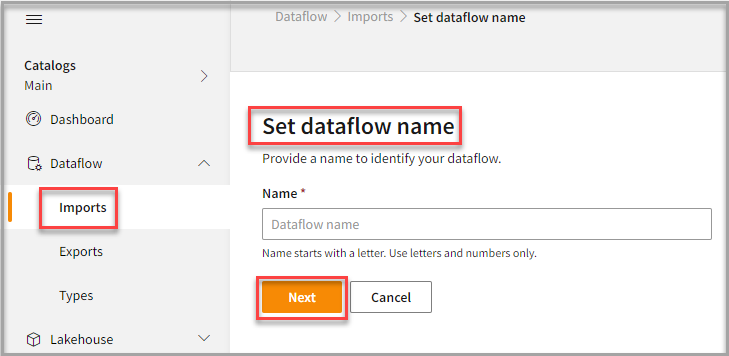 Dataflow > Imports > Set dataflow name
Catalogs
Main
Dashboard
Dataflow
Imports
Exports
Types
Lakehouse
Set dataflow name
Provide a name to identify your dataflow.
Name *
Dataflow name
Name starts with a letter. Use letters and numbers only.
Next
Cancel